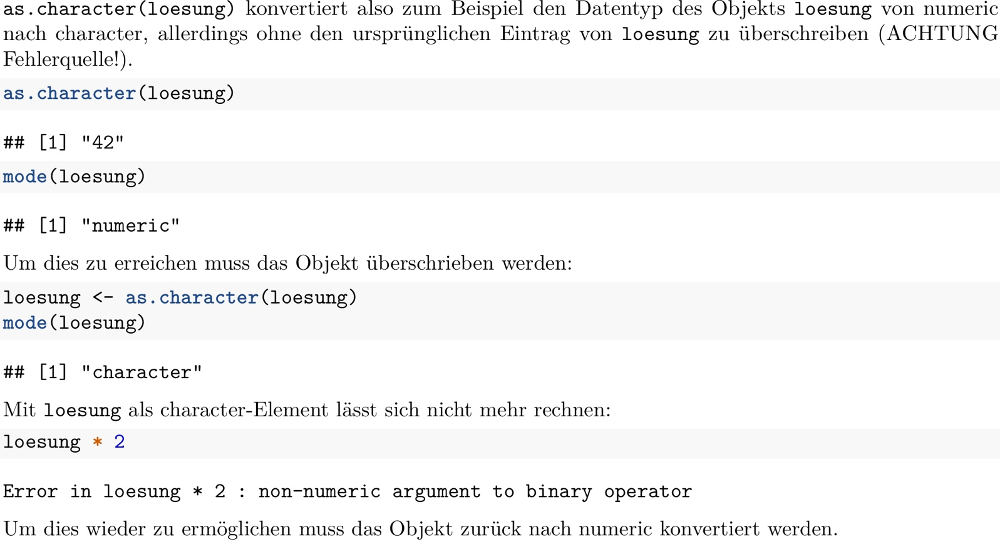 as.character(loesung) konvertiert also zum Beispiel den Datentyp des Objekts loesung von numeric
nach character, allerdings ohne den ursprünglichen Eintrag von loesung zu überschreiben (ACHTUNG
Fehlerquelle!).
as.character(loesung)
## [1] "42"
mode(loesung)
## [1] "numeric"
Um dies zu erreichen muss das Objekt überschrieben werden:
loesung <- as.character(loesung)
mode(loesung)
## [1] "character"
Mit loesung als character-Element lässt sich nicht mehr rechnen:
loesung * 2
Error in loesung * 2 : non-numeric argument to binary operator
Um dies wieder zu ermöglichen muss das Objekt zurück nach numeric konvertiert werden.